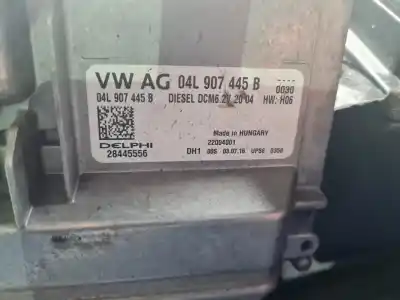 VW AG 04L 907 445 B
04L 907 445 B DIESEL DCM6.2V 20 04 HW: H06
Made in HUNGARY
DELPHI 22094001
28445556 DH1